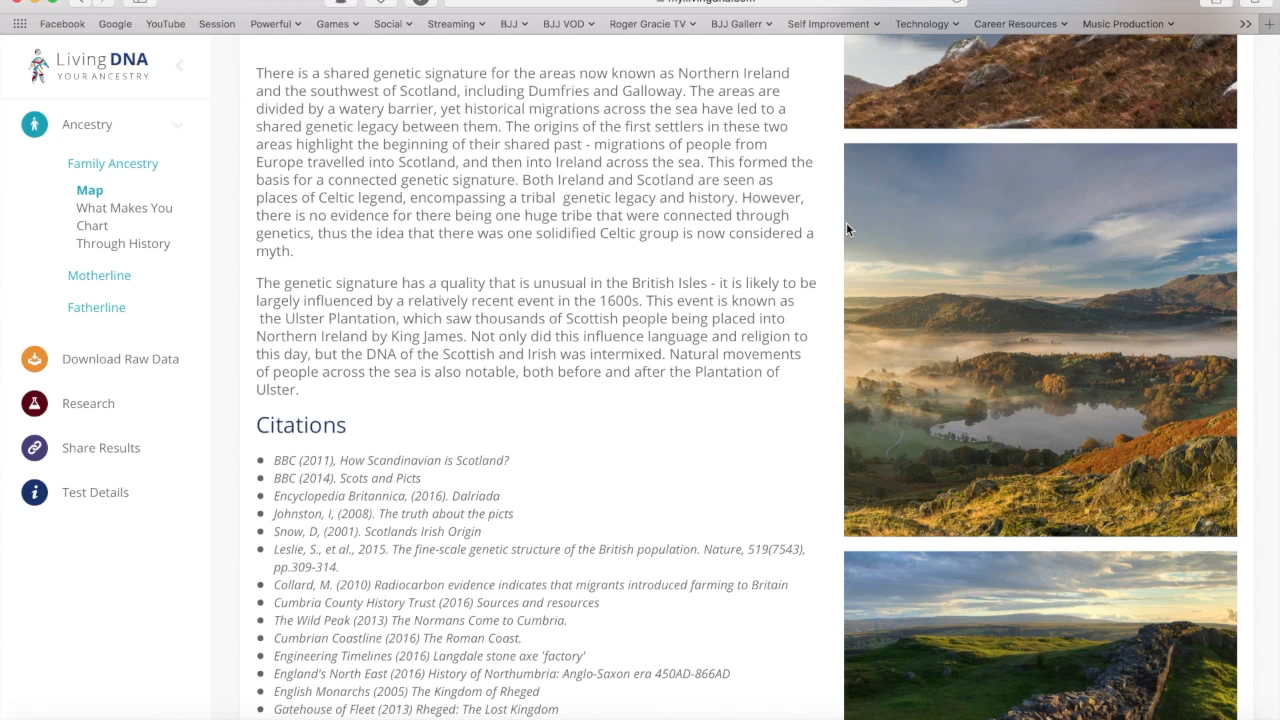 Facebook Google YouTube Session Powerful Games Social Streaming BJJ BJJ VOD Roger Gracie TV BJJ Gallerr Self Improvement Technology Career Resources Music Production
Living DNA
YOUR ANCESTRY
Ancestry
Family Ancestry
Map
What Makes You
Chart
Through History
Motherline
Fatherline
Download Raw Data
Research
Share Results
Test Details
There is a shared genetic signature for the areas now known as Northern Ireland
and the southwest of Scotland, including Dumfries and Galloway. The areas are
divided by a watery barrier, yet historical migrations across the sea have led to a
shared genetic legacy between them. The origins of the first settlers in these two
areas highlight the beginning of their shared past - migrations of people from
Europe travelled into Scotland, and then into Ireland across the sea. This formed the
basis for a connected genetic signature. Both Ireland and Scotland are seen as
places of Celtic legend, encompassing a tribal  genetic legacy and history. However,
there is no evidence for there being one huge tribe that were connected through
genetics, thus the idea that there was one solidified Celtic group is now considered a
myth.
The genetic signature has a quality that is unusual in the British Isles - it is likely to be
largely influenced by a relatively recent event in the 1600s. This event is known as
the Ulster Plantation, which saw thousands of Scottish people being placed into
Northern Ireland by King James. Not only did this influence language and religion to
this day, but the DNA of the Scottish and Irish was intermixed. Natural movements
of people across the sea is also notable, both before and after the Plantation of
Ulster.
Citations
BBC (2011), How Scandinavian is Scotland?
BBC (2014). Scots and Picts
Encyclopedia Britannica, (2016). Dalriada
Johnston, I, (2008). The truth about the picts
Snow, D, (2001). Scotlands Irish Origin
Leslie, S., et al., 2015. The fine-scale genetic structure of the British population. Nature, 519(7543),
pp.309-314.
Collard, M. (2010) Radiocarbon evidence indicates that migrants introduced farming to Britain
Cumbria County History Trust (2016) Sources and resources
The Wild Peak (2013) The Normans Come to Cumbria.
Cumbrian Coastline (2016) The Roman Coast.
Engineering Timelines (2016) Langdale stone axe 'factory'
England's North East (2016) History of Northumbria: Anglo-Saxon era 450AD-866AD
English Monarchs (2005) The Kingdom of Rheged
Gatehouse of Fleet (2013) Rheged: The Lost Kingdom